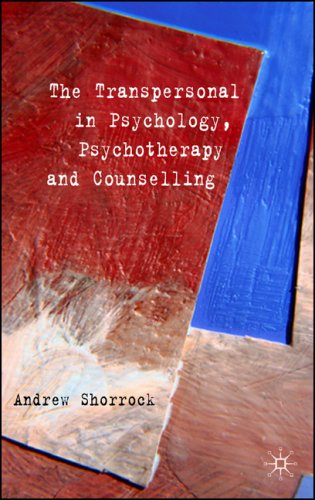 The Transpersonal
in Psychology,
Psychotherapy
and Counselling
Andrew Shorrock